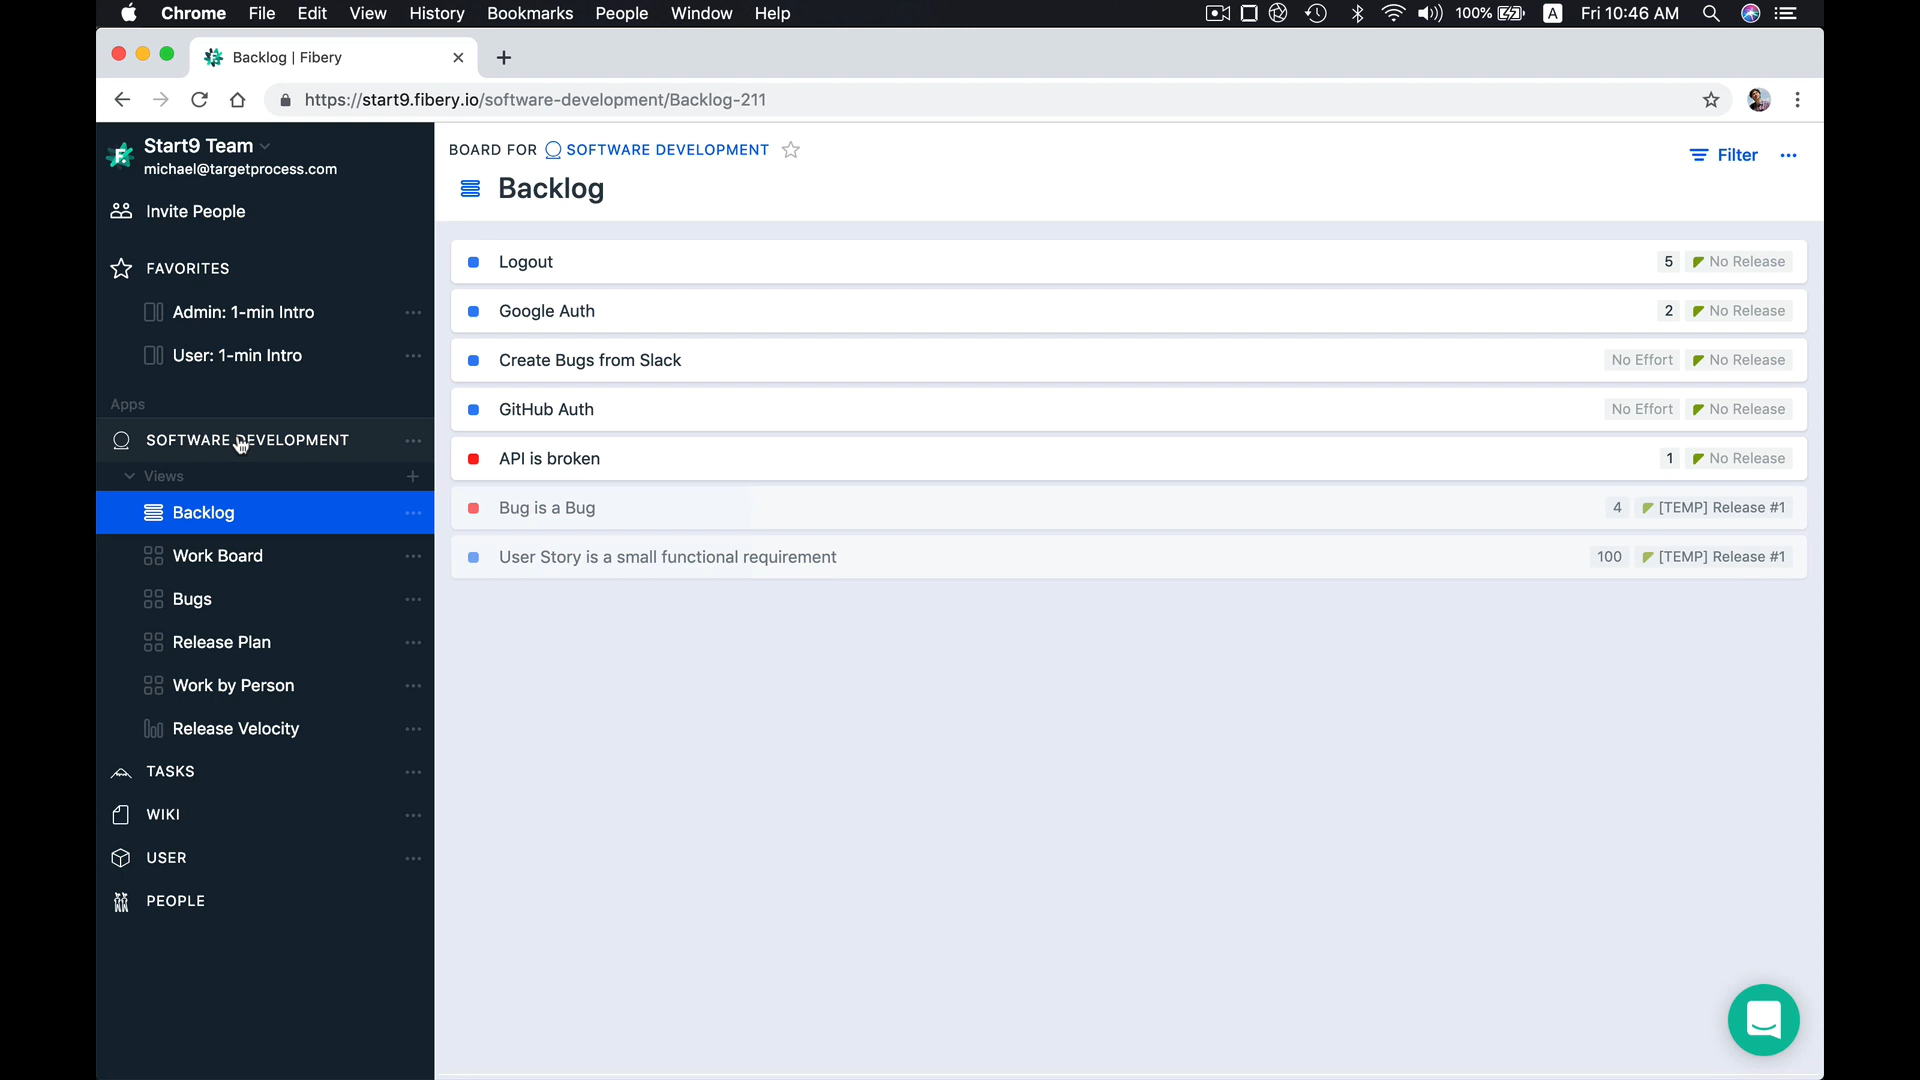 Chrome File Edit View History Bookmarks People Window Help 100% A Fri 10:46 AM
Backlog | Fibery
https://start9.fibery.io/software-development/Backlog-211
Start9 Team
michael@targetprocess.com
Invite People
FAVORITES
Admin: 1-min Intro
User: 1-min Intro
Apps
SOFTWARE DEVELOPMENT
Views
Backlog
Work Board
Bugs
Release Plan
Work by Person
Release Velocity
TASKS
WIKI
USER
PEOPLE
BOARD FOR SOFTWARE DEVELOPMENT
Filter
Backlog
Logout 5 No Release
Google Auth 2 No Release
Create Bugs from Slack No Effort No Release
GitHub Auth No Effort No Release
API is broken 1 No Release
Bug is a Bug 4 [TEMP] Release #1
User Story is a small functional requirement 100 [TEMP] Release #1